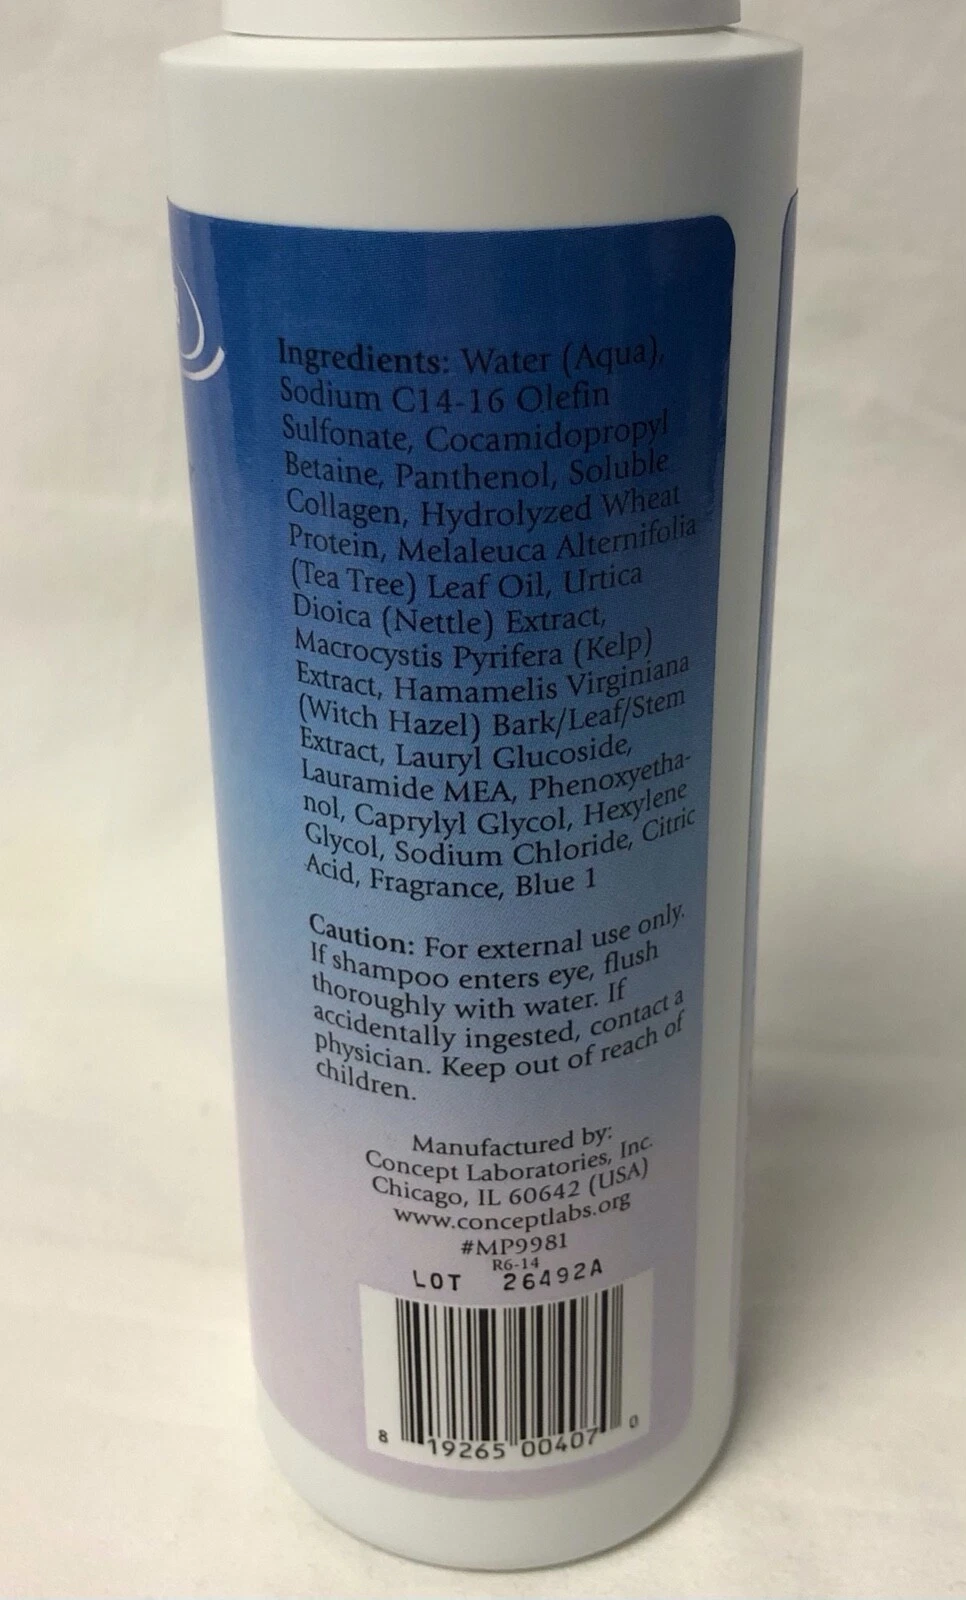 Ingredients: Water (Aqua),
Sodium C14-16 Olefin
Sulfonate, Cocamidopropyl
Betaine, Panthenol, Soluble
Collagen, Hydrolyzed Wheat
Protein, Melaleuca Alternifolia
(Tea Tree) Leaf Oil, Urtica
Dioica (Nettle) Extract,
Macrocystis Pyrifera (Kelp)
Extract, Hamamelis Virginiana
(Witch Hazel) Bark/Leaf/Stem
Extract, Lauryl Glucoside,
Lauramide MEA, Phenoxyetha-
nol, Caprylyl Glycol, Hexylene
Glycol, Sodium Chloride, Citric
Acid, Fragrance, Blue 1
Caution: For external use only.
If shampoo enters eye, flush
thoroughly with water. If
accidentally ingested, contact a
physician. Keep out of reach of
children.
Manufactured by:
Concept Laboratories, Inc.
Chicago, IL 60642 (USA)
www.conceptlabs.org
#MP9981
R6-14
LOT 26492A
8 19265 00407 0